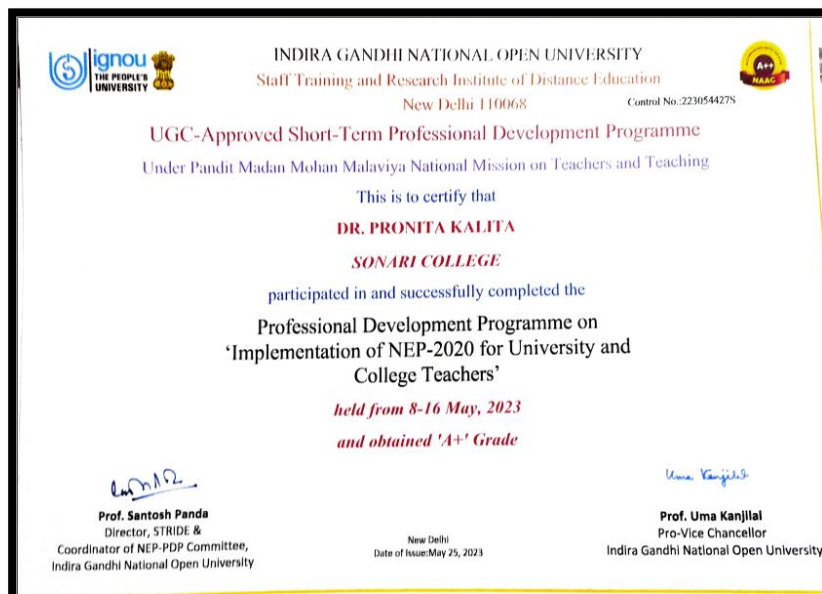 ignou
THE PEOPLE'S
UNIVERSITY
INDIRA GANDHI NATIONAL OPEN UNIVERSITY
Staff Training and Research Institute of Distance Education
New Delhi 110068
Control No.:223054427S
A++
NAAC
UGC-Approved Short-Term Professional Development Programme
Under Pandit Madan Mohan Malaviya National Mission on Teachers and Teaching
This is to certify that
DR. PRONITA KALITA
SONARI COLLEGE
participated in and successfully completed the
Professional Development Programme on
‘Implementation of NEP-2020 for University and
College Teachers’
held from 8-16 May, 2023
and obtained 'A+' Grade
Prof. Santosh Panda
Director, STRIDE &
Coordinator of NEP-PDP Committee,
Indira Gandhi National Open University
New Delhi
Date of Issue:May 25, 2023
Uma Kanjilal
Prof. Uma Kanjilal
Pro-Vice Chancellor
Indira Gandhi National Open University